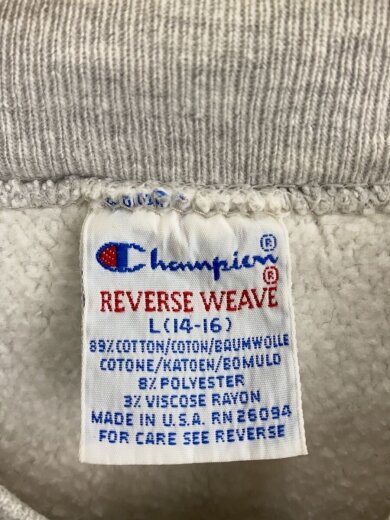 Champion®
REVERSE WEAVE®
L(14-16)
89% COTTON/COTON/BAUMWOLLE
COTONE/KATOEN/BOMULD
8% POLYESTER
3% VISCOSE RAYON
MADE IN U.S.A. RN 26094
FOR CARE SEE REVERSE